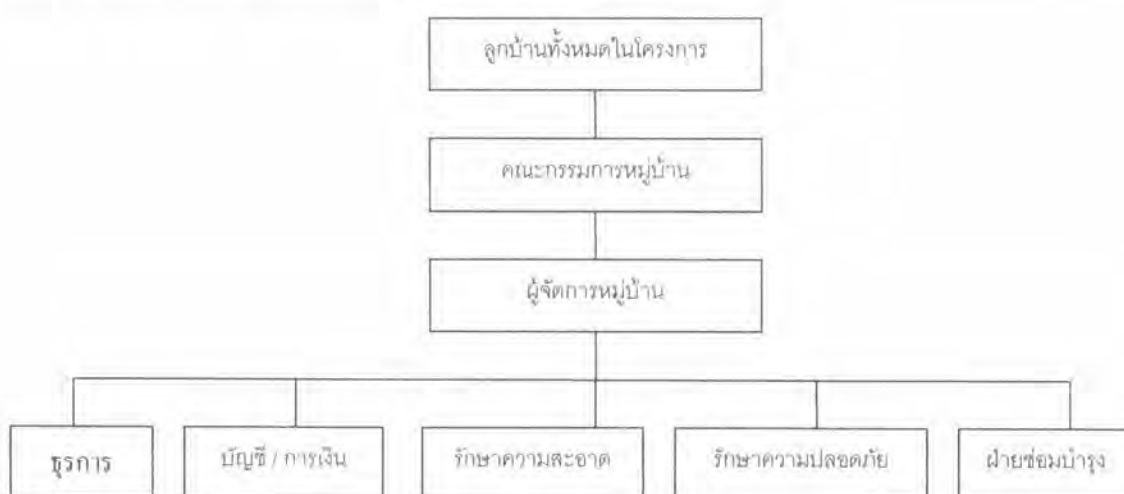 ลูกบ้านทั้งหมดในโครงการ
คณะกรรมการหมู่บ้าน
ผู้จัดการหมู่บ้าน
ธุรการ
บัญชี / การเงิน
รักษาความสะอาด
รักษาความปลอดภัย
ฝ่ายซ่อมบำรุง